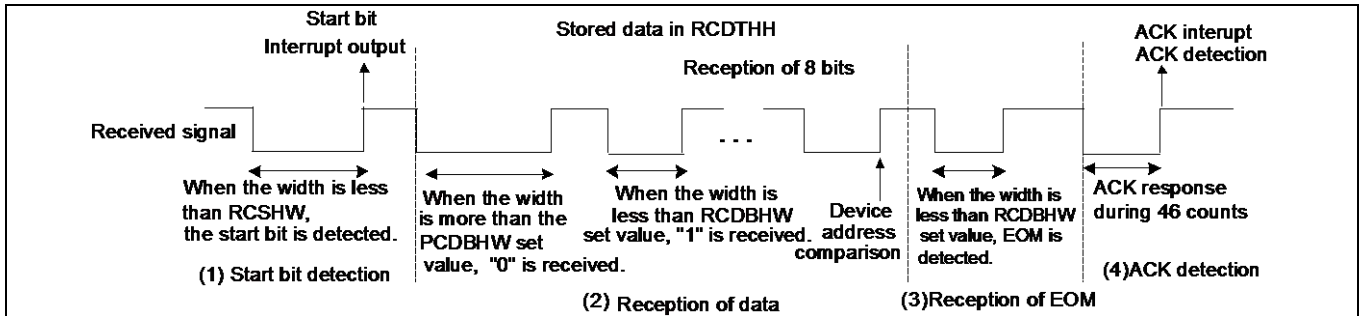 Start bit
Interrupt output
Stored data in RCDTHH
Reception of 8 bits
ACK interupt
ACK detection
Received signal
. . .
When the width is less
than RCSHW,
the start bit is detected.
When the width
is more than the
PCDBHW set
value, "0" is received.
When the width is
less than RCDBHW
set value, "1" is received.
Device
address
comparison
When the width is
less than RCDBHW
set value, EOM is
detected.
ACK response
during 46 counts
(1) Start bit detection
(2) Reception of data
(3)Reception of EOM
(4)ACK detection